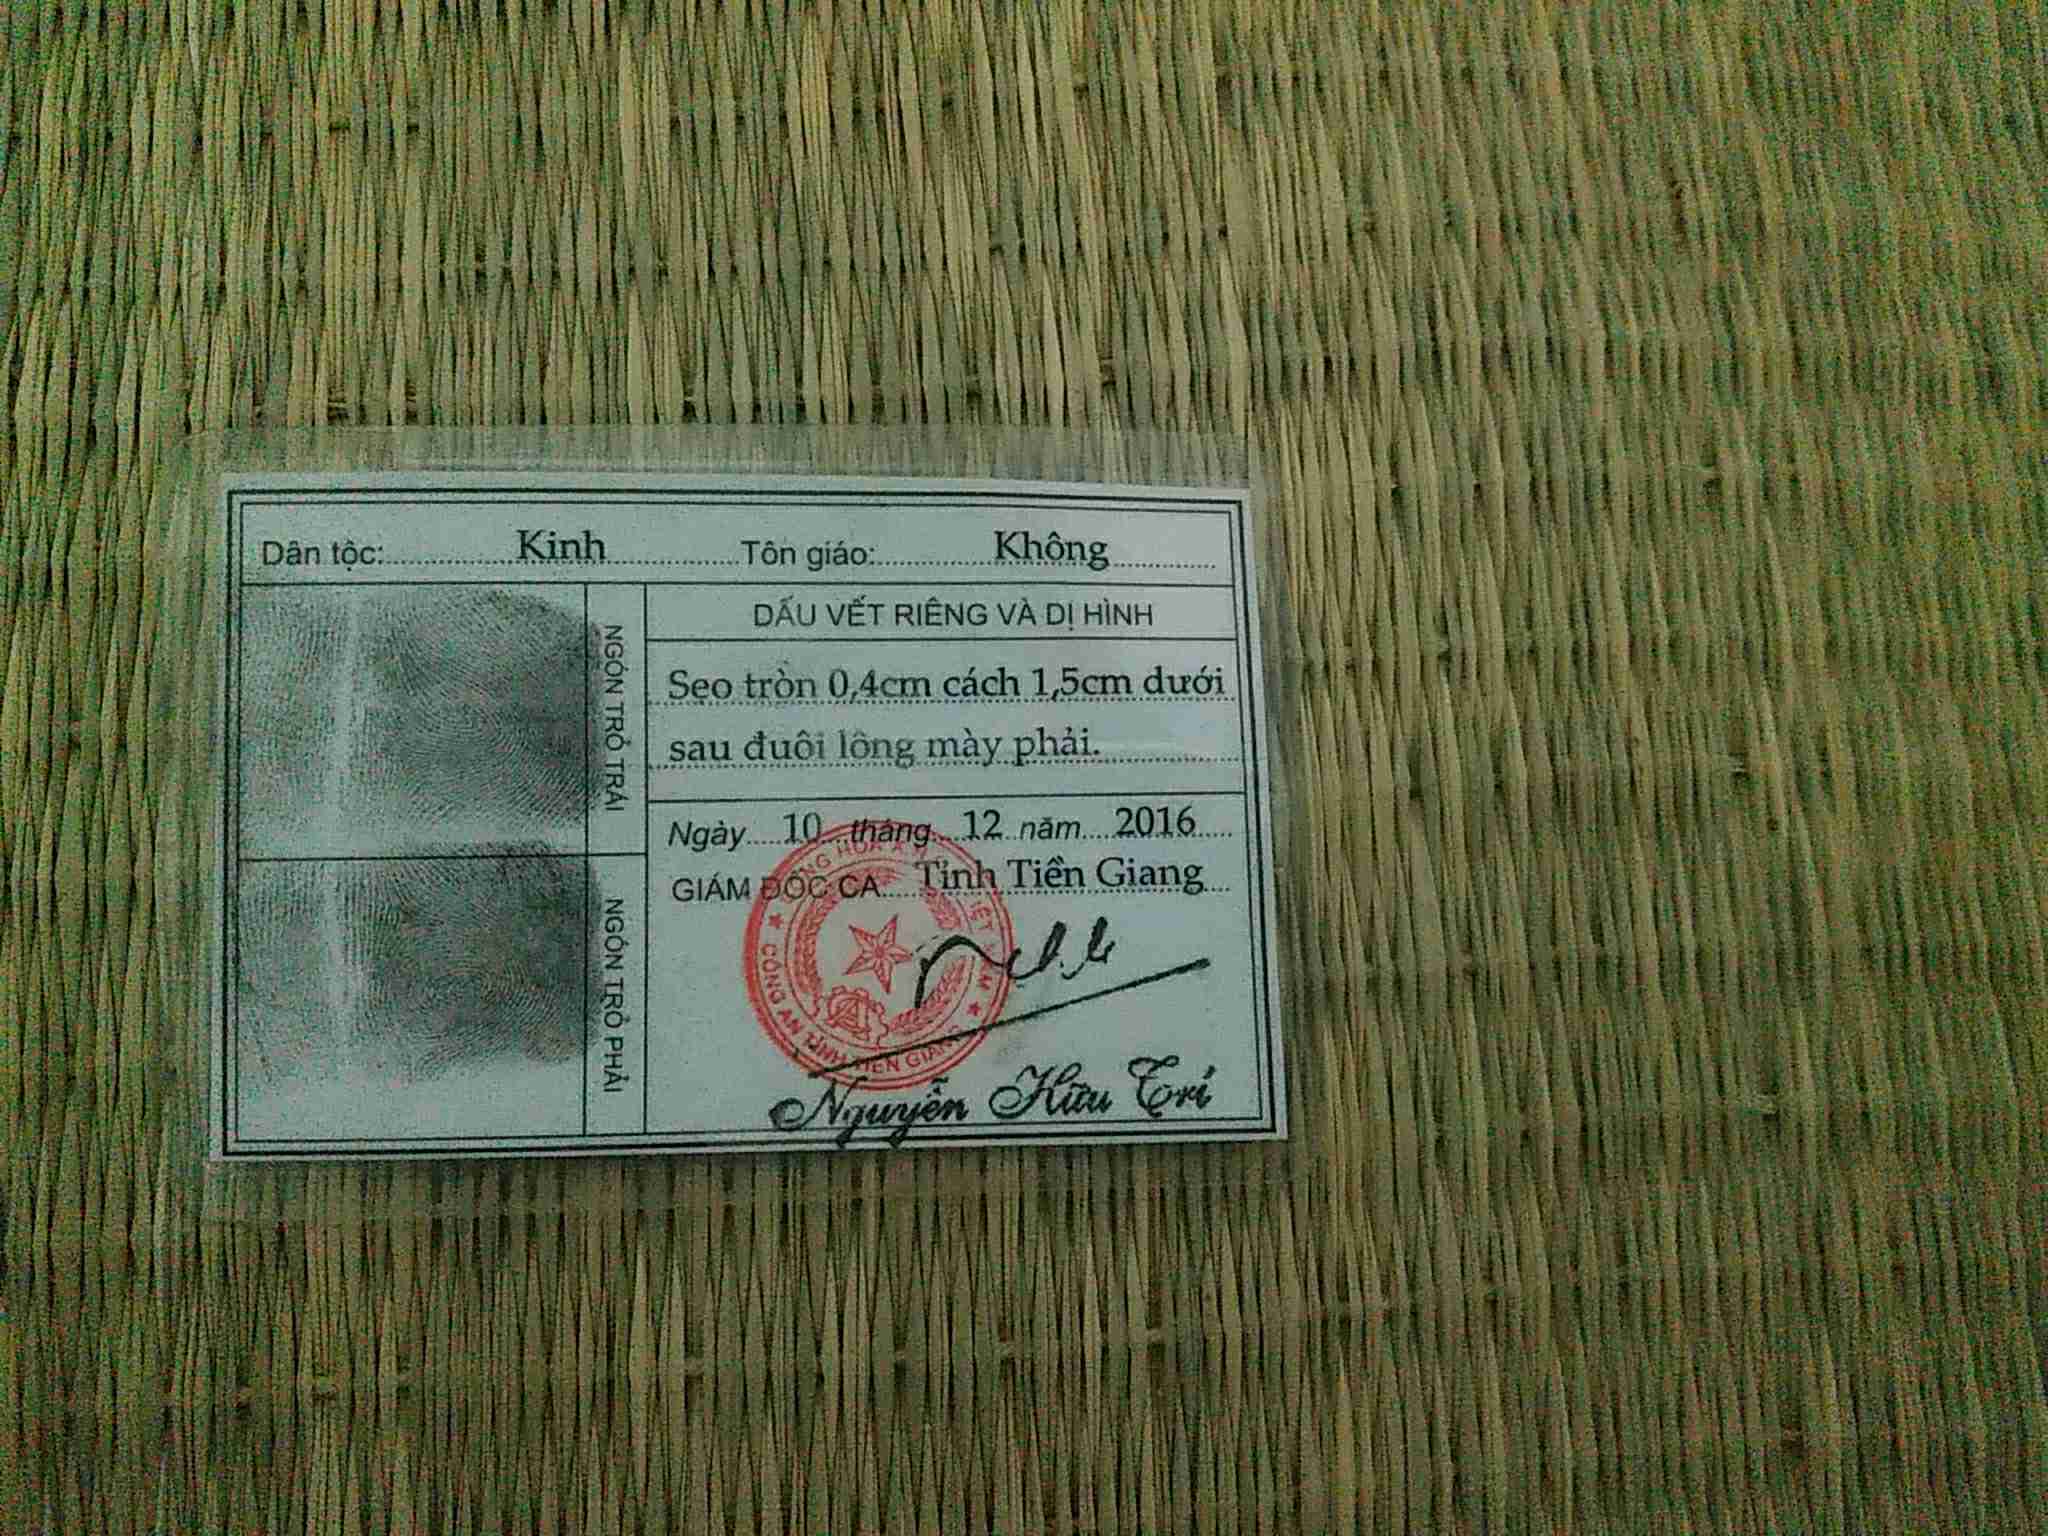 Dân tộc: Kinh Tôn giáo: Không
NGÓN TRỎ TRÁI
DẤU VẾT RIÊNG VÀ DỊ HÌNH
Sẹo tròn 0,4cm cách 1,5cm dưới
sau đuôi lông mày phải.
NGÓN TRỎ PHẢI
Ngày 10 tháng 12 năm 2016
GIÁM ĐỐC CA Tỉnh Tiền Giang
CÔNG AN TỈNH TIỀN GIANG
Nguyễn Hữu Trí